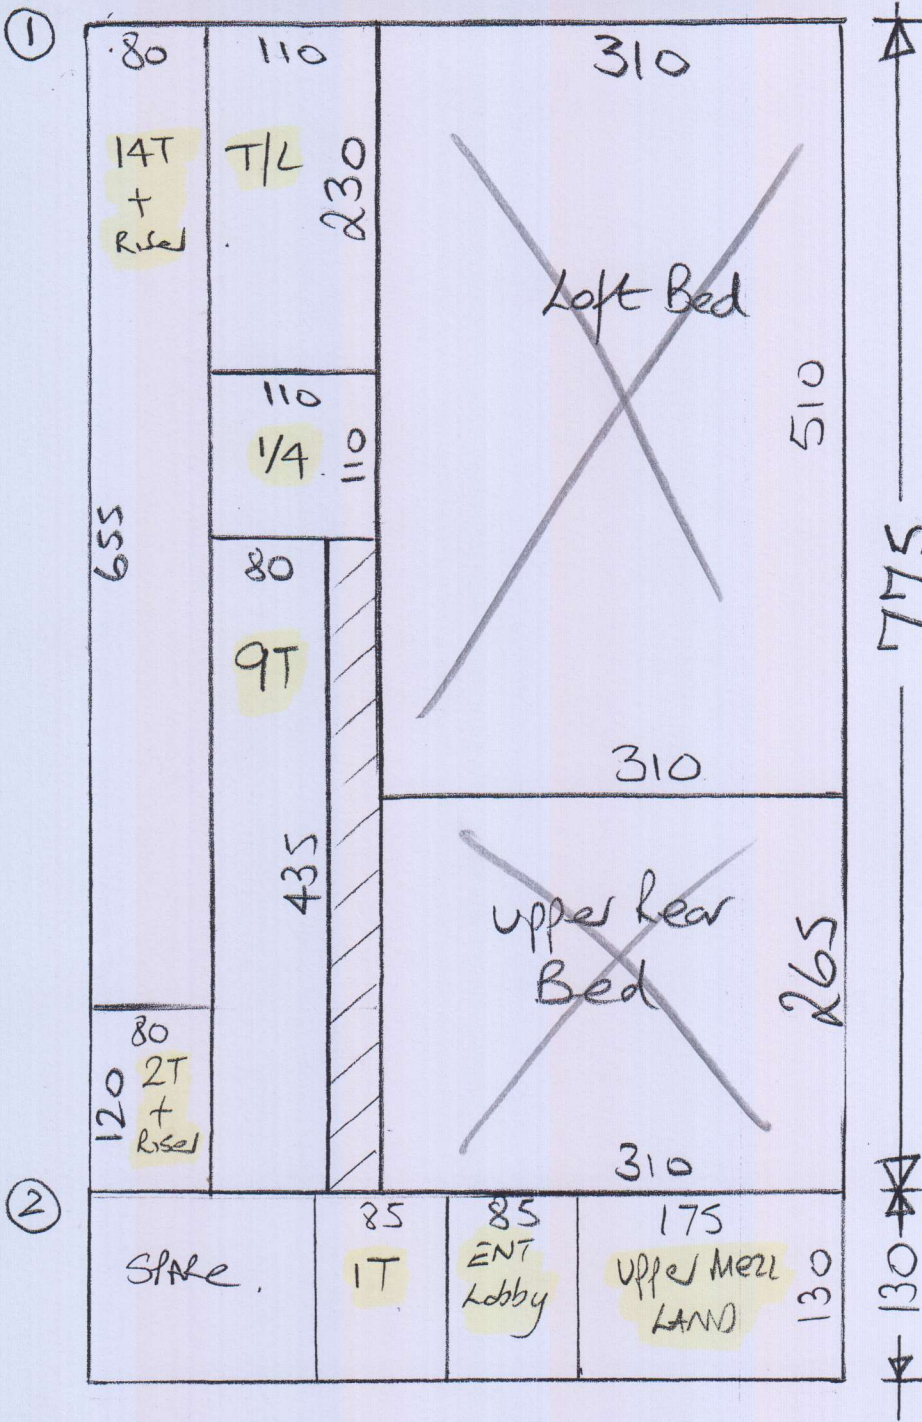 ①
80
110
310
14T
+
Riser
T/L
230
Loft Bed
510
775
110
1/4
110
655
80
9T
435
310
Upper Rear
Bed
265
80
120
2T
+
Riser
310
②
SPARE.
85
1T
85
ENT
Lobby
175
Upper Mezz
LAND
130
130